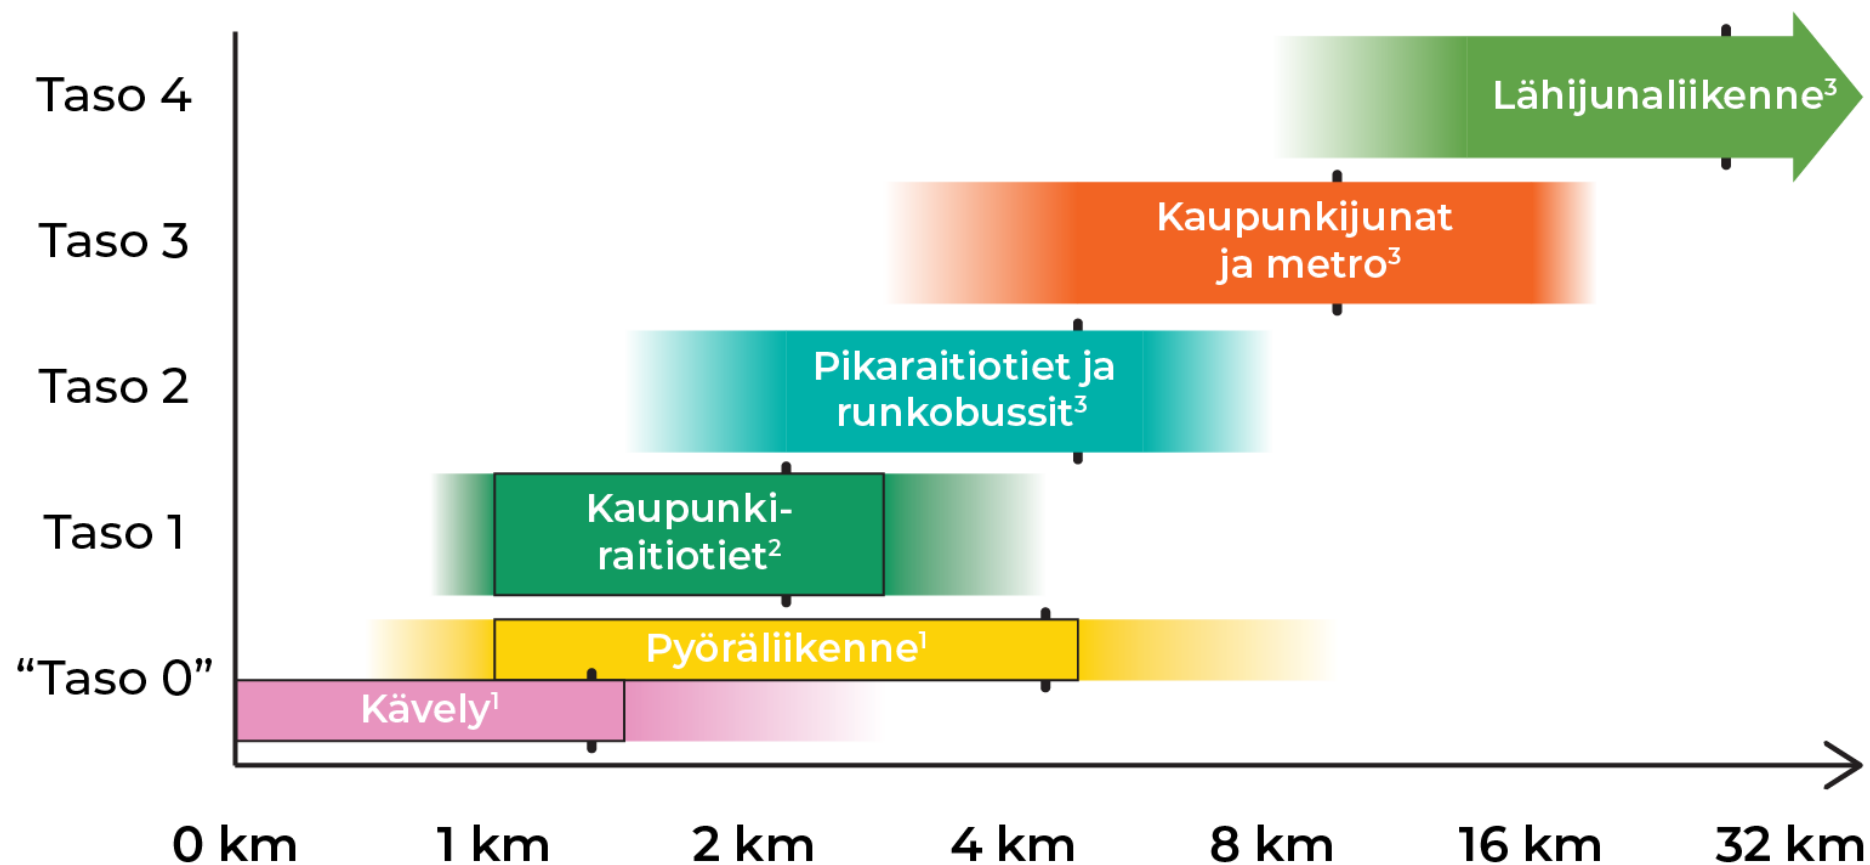 Taso 4
Lähijunaliikenne³
Taso 3
Kaupunkijunat
ja metro³
Taso 2
Pikaraitiotiet ja
runkobussit³
Taso 1
Kaupunki-
raitiotiet²
“Taso 0”
Pyöräliikenne¹
Kävely¹
0 km 1 km 2 km 4 km 8 km 16 km 32 km